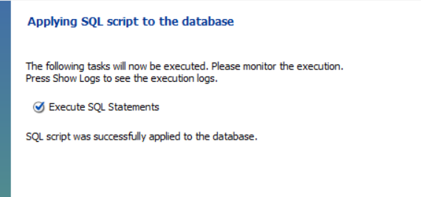 Applying SQL script to the database
The following tasks will now be executed. Please monitor the execution.
Press Show Logs to see the execution logs.
Execute SQL Statements
SQL script was successfully applied to the database.